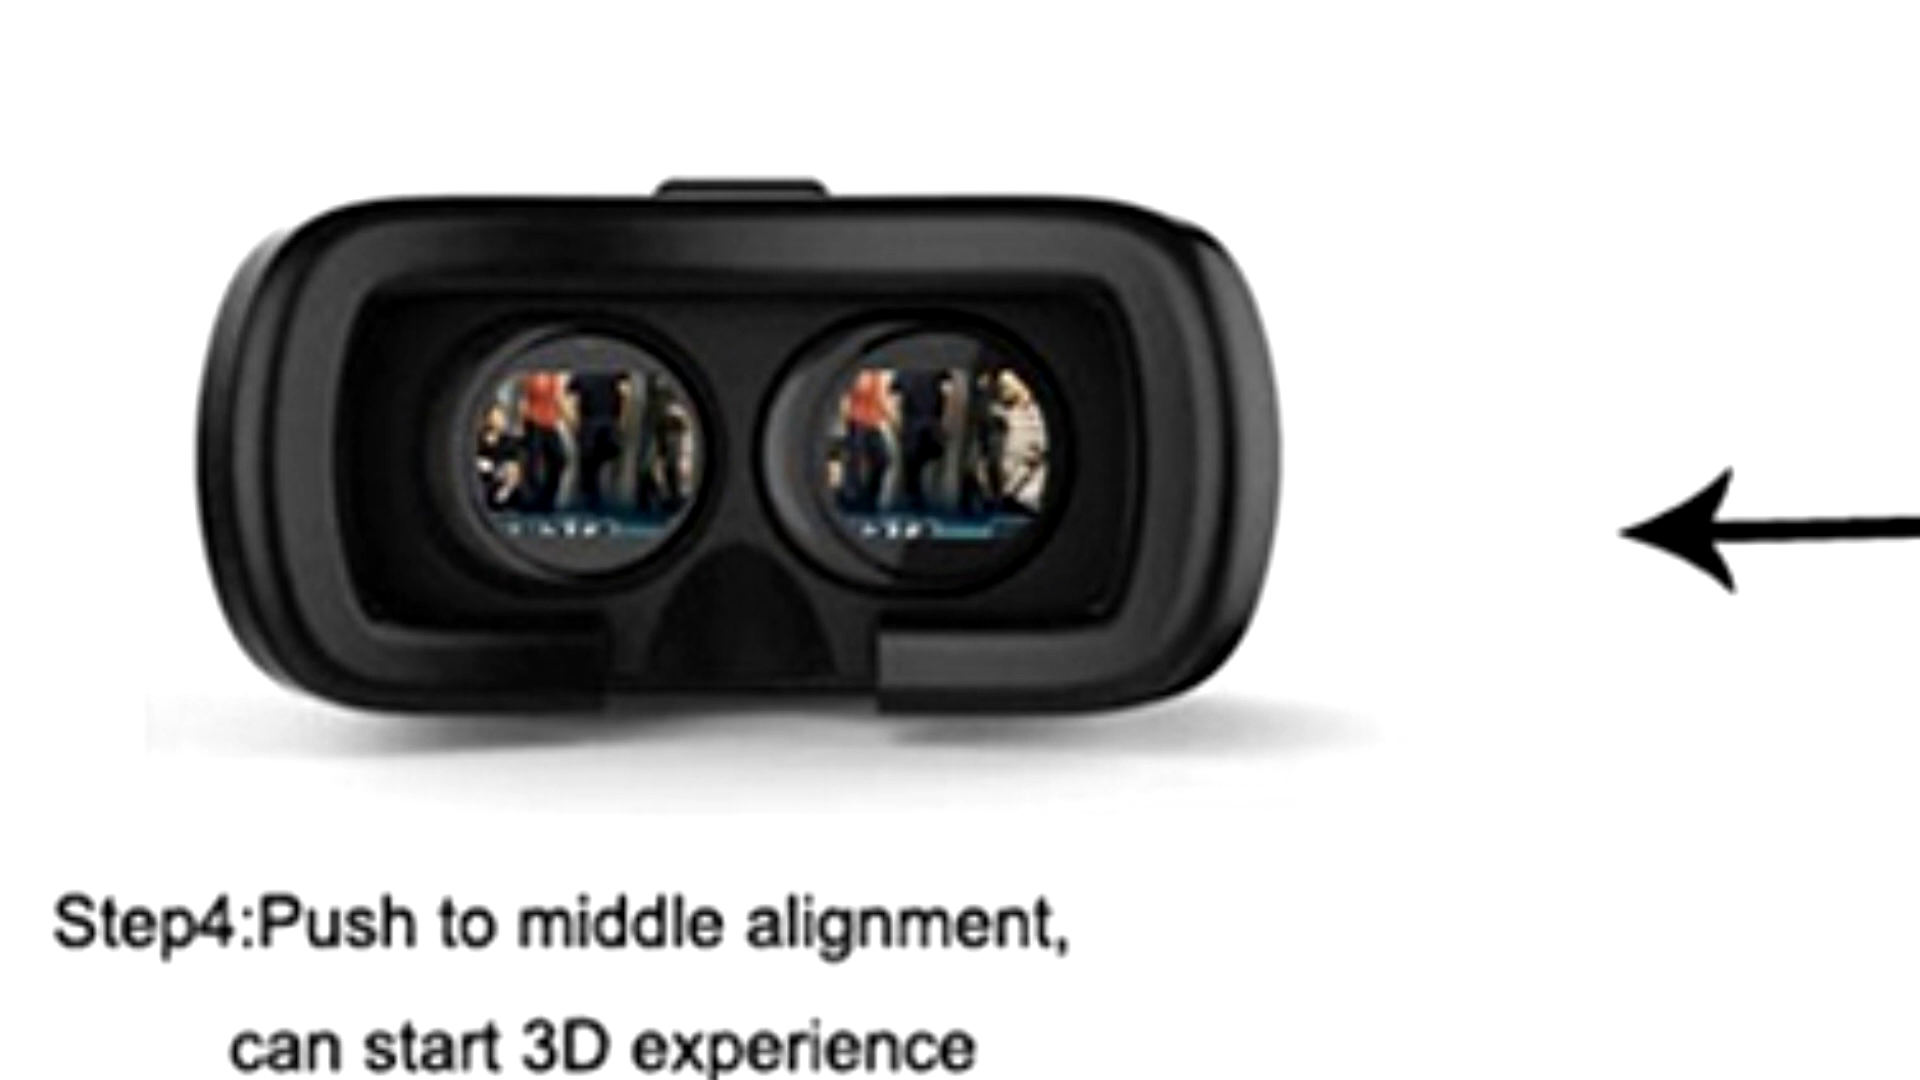 Step4:Push to middle alignment,
can start 3D experience